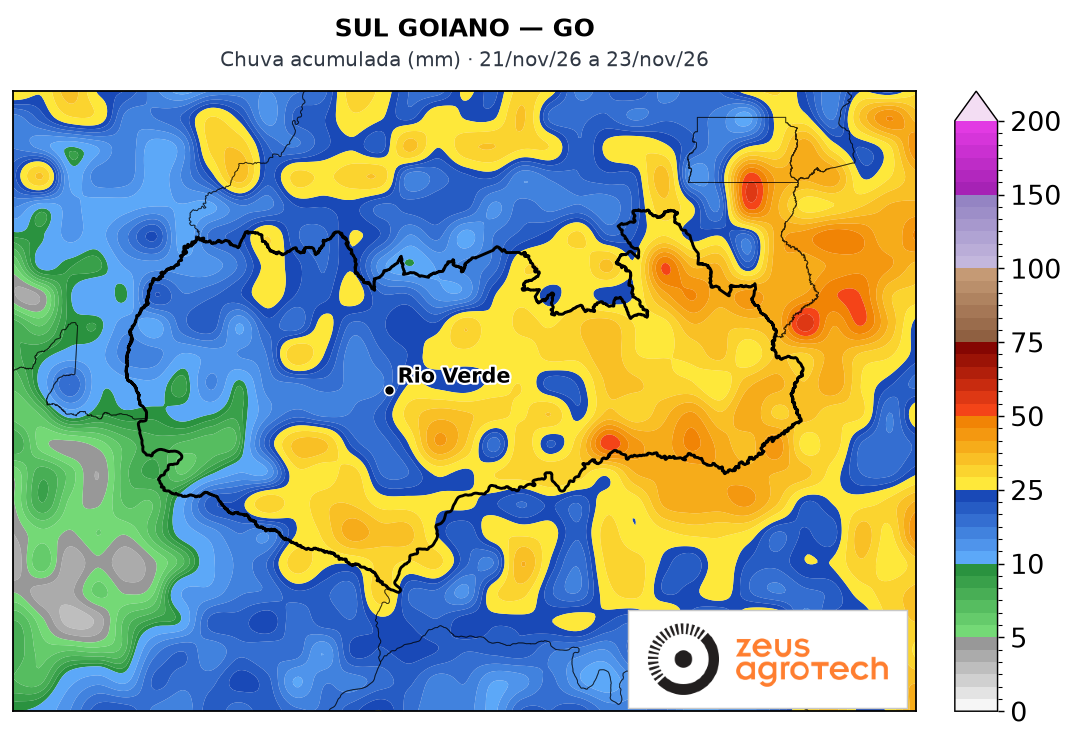 SUL GOIANO — GO
Chuva acumulada (mm) · 21/nov/26 a 23/nov/26
Rio Verde
200
150
100
75
50
25
10
5
0
zeus
agrotech